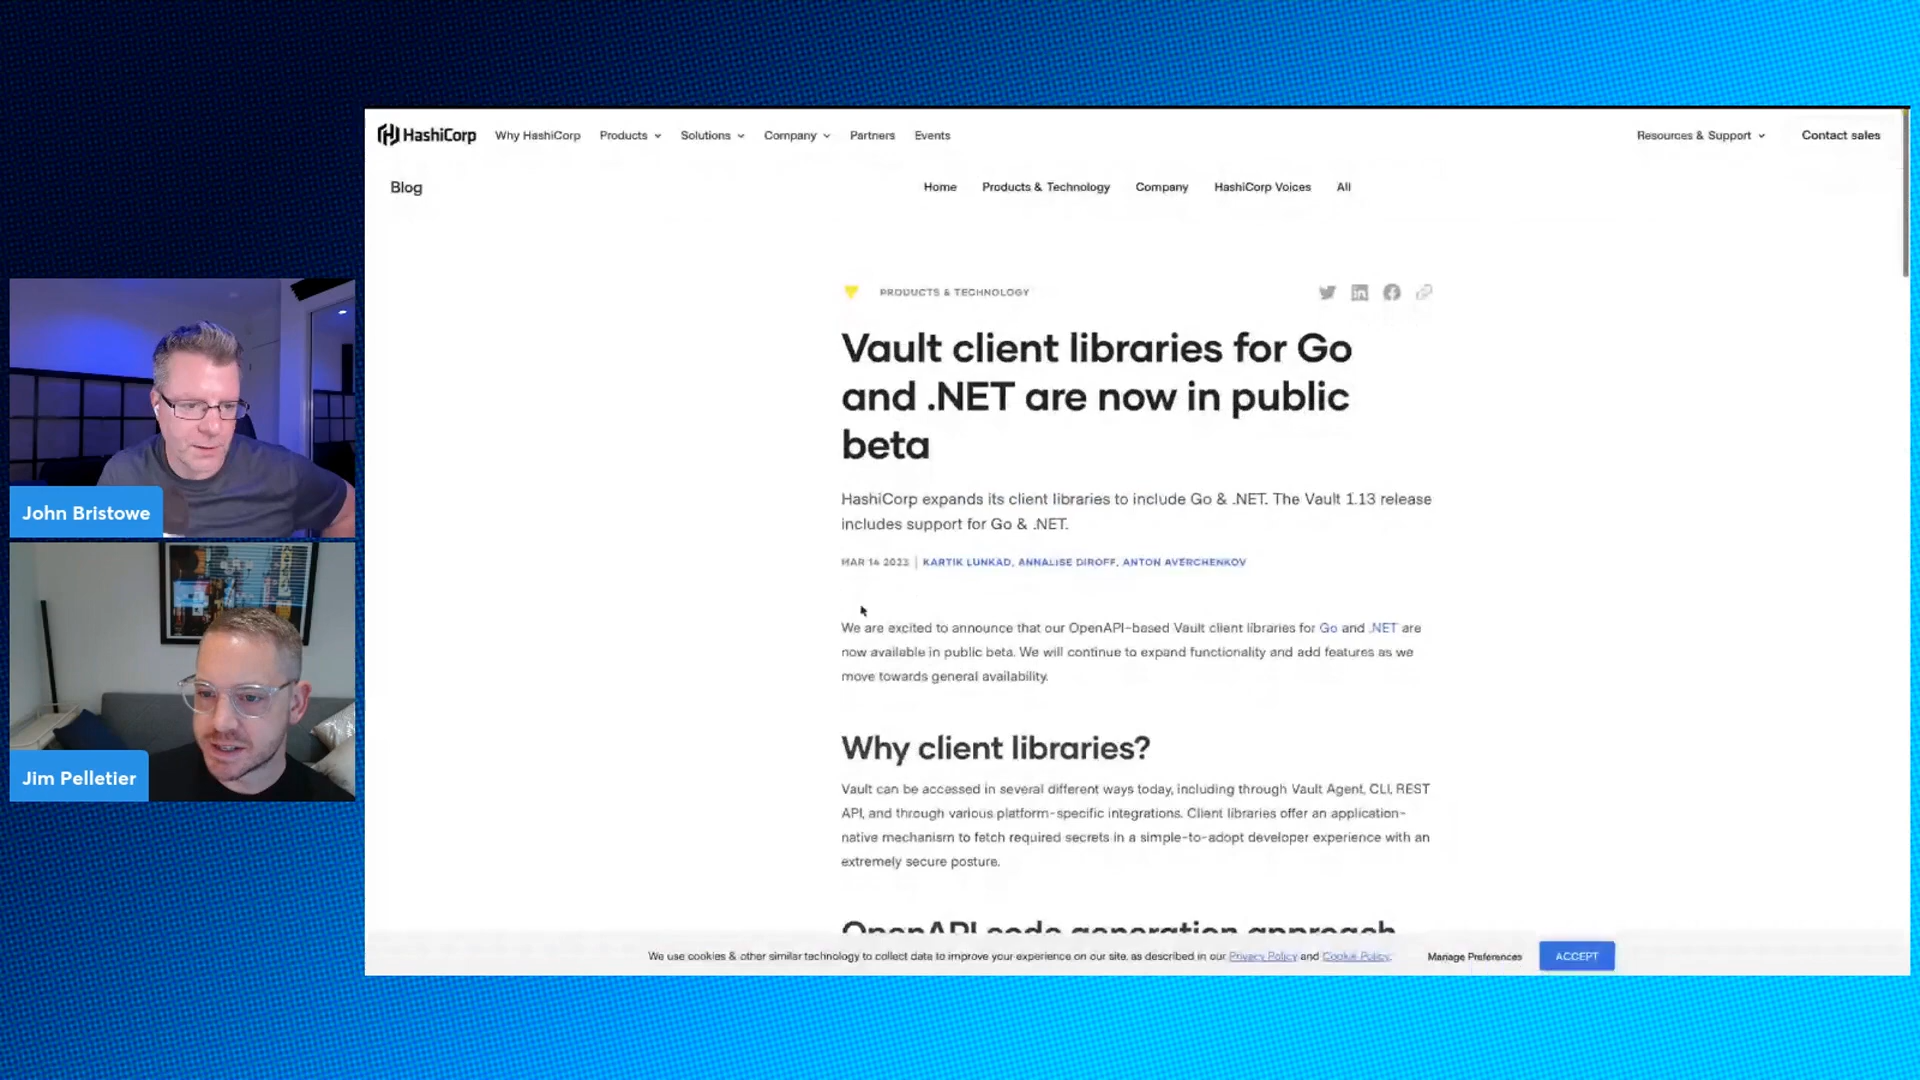 HashiCorp
Why HashiCorp
Products
Solutions
Company
Partners
Events
Resources & Support
Contact sales
Blog
Home
Products & Technology
Company
HashiCorp Voices
All
PRODUCTS & TECHNOLOGY
Vault client libraries for Go
and .NET are now in public
beta
HashiCorp expands its client libraries to include Go & .NET. The Vault 1.13 release
includes support for Go & .NET.
MAR 14 2023 | KARTIK LUNKAD, ANNALISE DIROFF, ANTON AVERCHENKOV
We are excited to announce that our OpenAPI-based Vault client libraries for Go and .NET are
now available in public beta. We will continue to expand functionality and add features as we
move towards general availability.
Why client libraries?
Vault can be accessed in several different ways today, including through Vault Agent, CLI, REST
API, and through various platform-specific integrations. Client libraries offer an application-
native mechanism to fetch required secrets in a simple-to-adopt developer experience with an
extremely secure posture.
OpenAPI code generation approach
We use cookies & other similar technology to collect data to improve your experience on our site, as described in our Privacy Policy and Cookie Policy.
Manage Preferences
ACCEPT
John Bristowe
Jim Pelletier